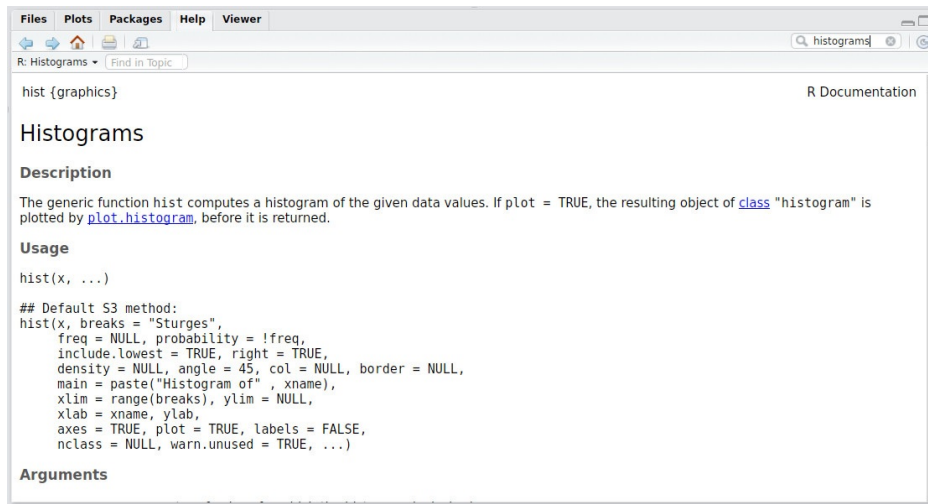 Files Plots Packages Help Viewer
histograms
R: Histograms Find in Topic
hist {graphics} R Documentation
Histograms
Description
The generic function hist computes a histogram of the given data values. If plot = TRUE, the resulting object of class "histogram" is
plotted by plot.histogram, before it is returned.
Usage
hist(x, ...)
## Default S3 method:
hist(x, breaks = "Sturges",
     freq = NULL, probability = !freq,
     include.lowest = TRUE, right = TRUE,
     density = NULL, angle = 45, col = NULL, border = NULL,
     main = paste("Histogram of" , xname),
     xlim = range(breaks), ylim = NULL,
     xlab = xname, ylab,
     axes = TRUE, plot = TRUE, labels = FALSE,
     nclass = NULL, warn.unused = TRUE, ...)
Arguments